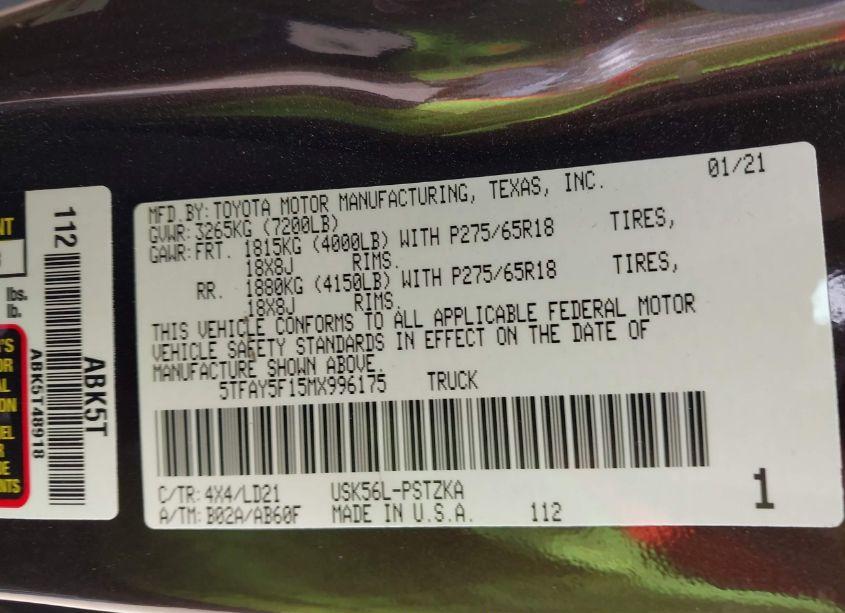 NT
lbs.
lb.
112
ABK5T
ABK5T48918
01/21
MFD.BY:TOYOTA MOTOR MANUFACTURING, TEXAS, INC.
GVWR:3265KG (7200LB)
GAWR:FRT. 1815KG (4000LB) WITH P275/65R18 TIRES,
18X8J RIMS.
RR. 1880KG (4150LB) WITH P275/65R18 TIRES,
18X8J RIMS.
THIS VEHICLE CONFORMS TO ALL APPLICABLE FEDERAL MOTOR
VEHICLE SAFETY STANDARDS IN EFFECT ON THE DATE OF
MANUFACTURE SHOWN ABOVE.
5TFAY5F15MX996175 TRUCK
C/TR:4X4/LD21 USK56L-PSTZKA
A/TM:B02A/AB60F MADE IN U.S.A. 112
1